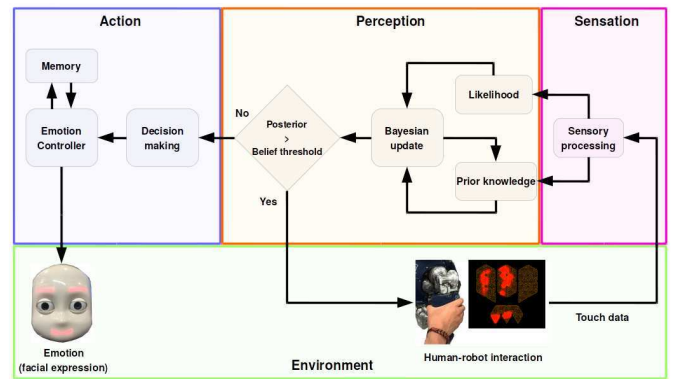 Action
Perception
Sensation
Memory
Emotion
Controller
Decision
making
No
Posterior
>
Belief threshold
Yes
Bayesian
update
Likelihood
Prior knowledge
Sensory
processing
Touch data
Human-robot interaction
Emotion
(facial expression)
Environment